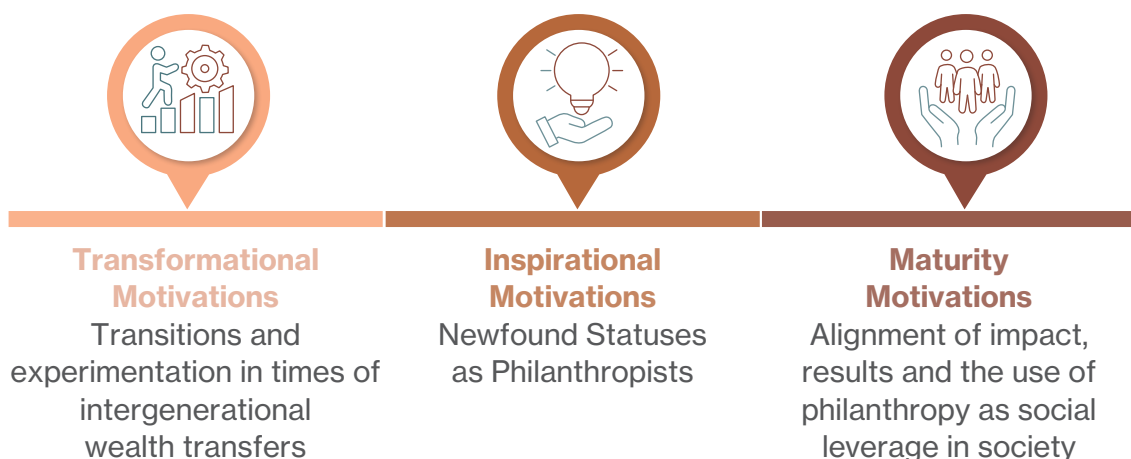 Transformational
Motivations
Transitions and
experimentation in times of
intergenerational
wealth transfers
Inspirational
Motivations
Newfound Statuses
as Philanthropists
Maturity
Motivations
Alignment of impact,
results and the use of
philanthropy as social
leverage in society